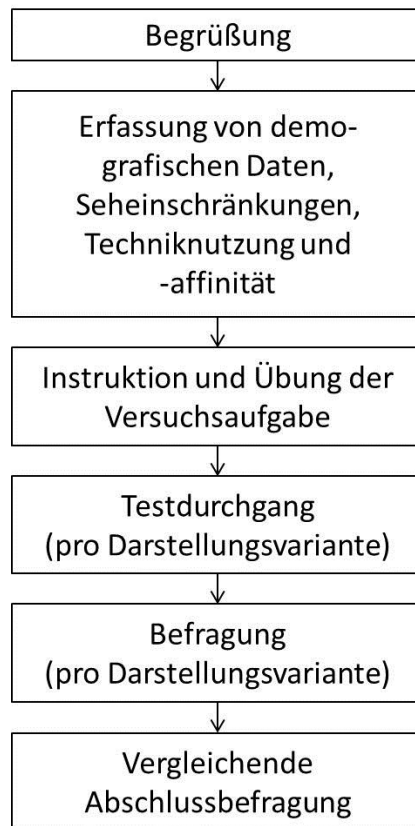 Begrüßung
Erfassung von demo-
grafischen Daten,
Seheinschränkungen,
Techniknutzung und
-affinität
Instruktion und Übung der
Versuchsaufgabe
Testdurchgang
(pro Darstellungsvariante)
Befragung
(pro Darstellungsvariante)
Vergleichende
Abschlussbefragung